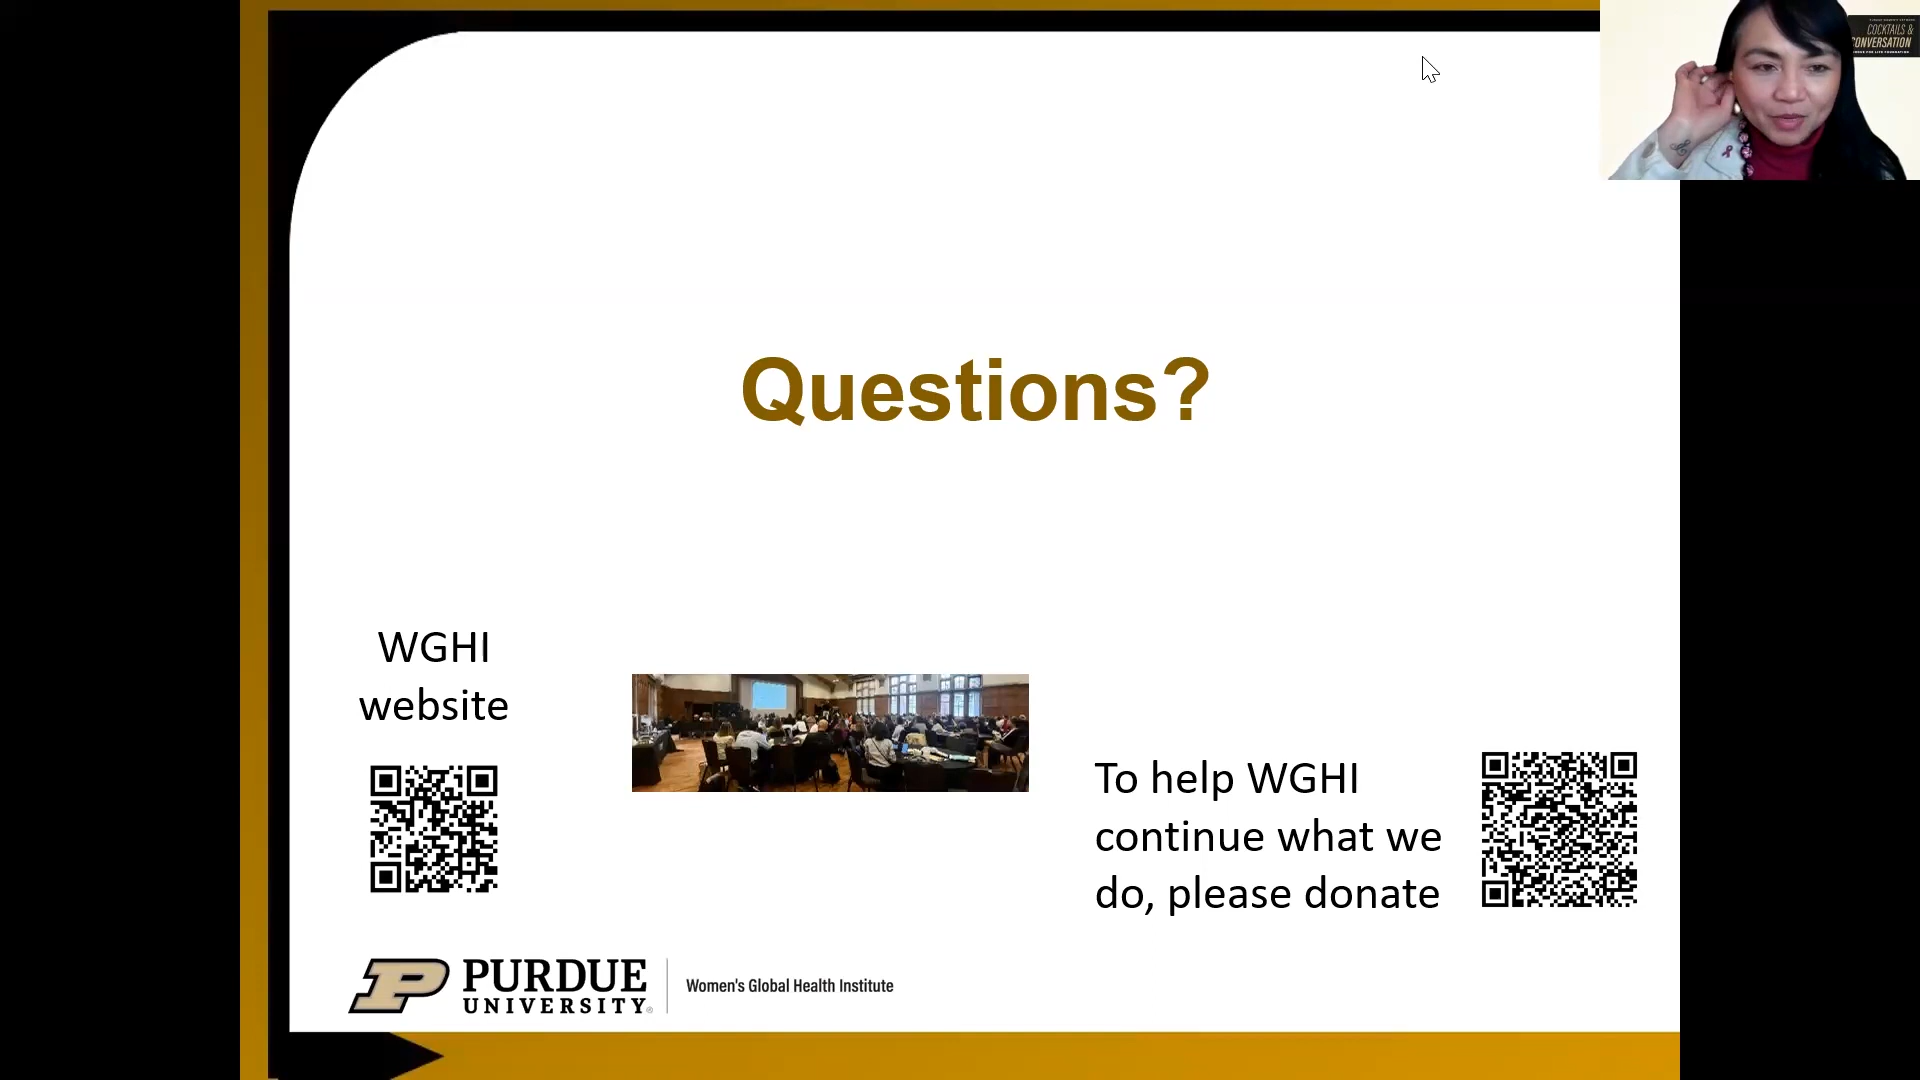 COCKTAILS &
CONVERSATION
Questions?
WGHI
website
To help WGHI
continue what we
do, please donate
PURDUE
UNIVERSITY®
Women's Global Health Institute